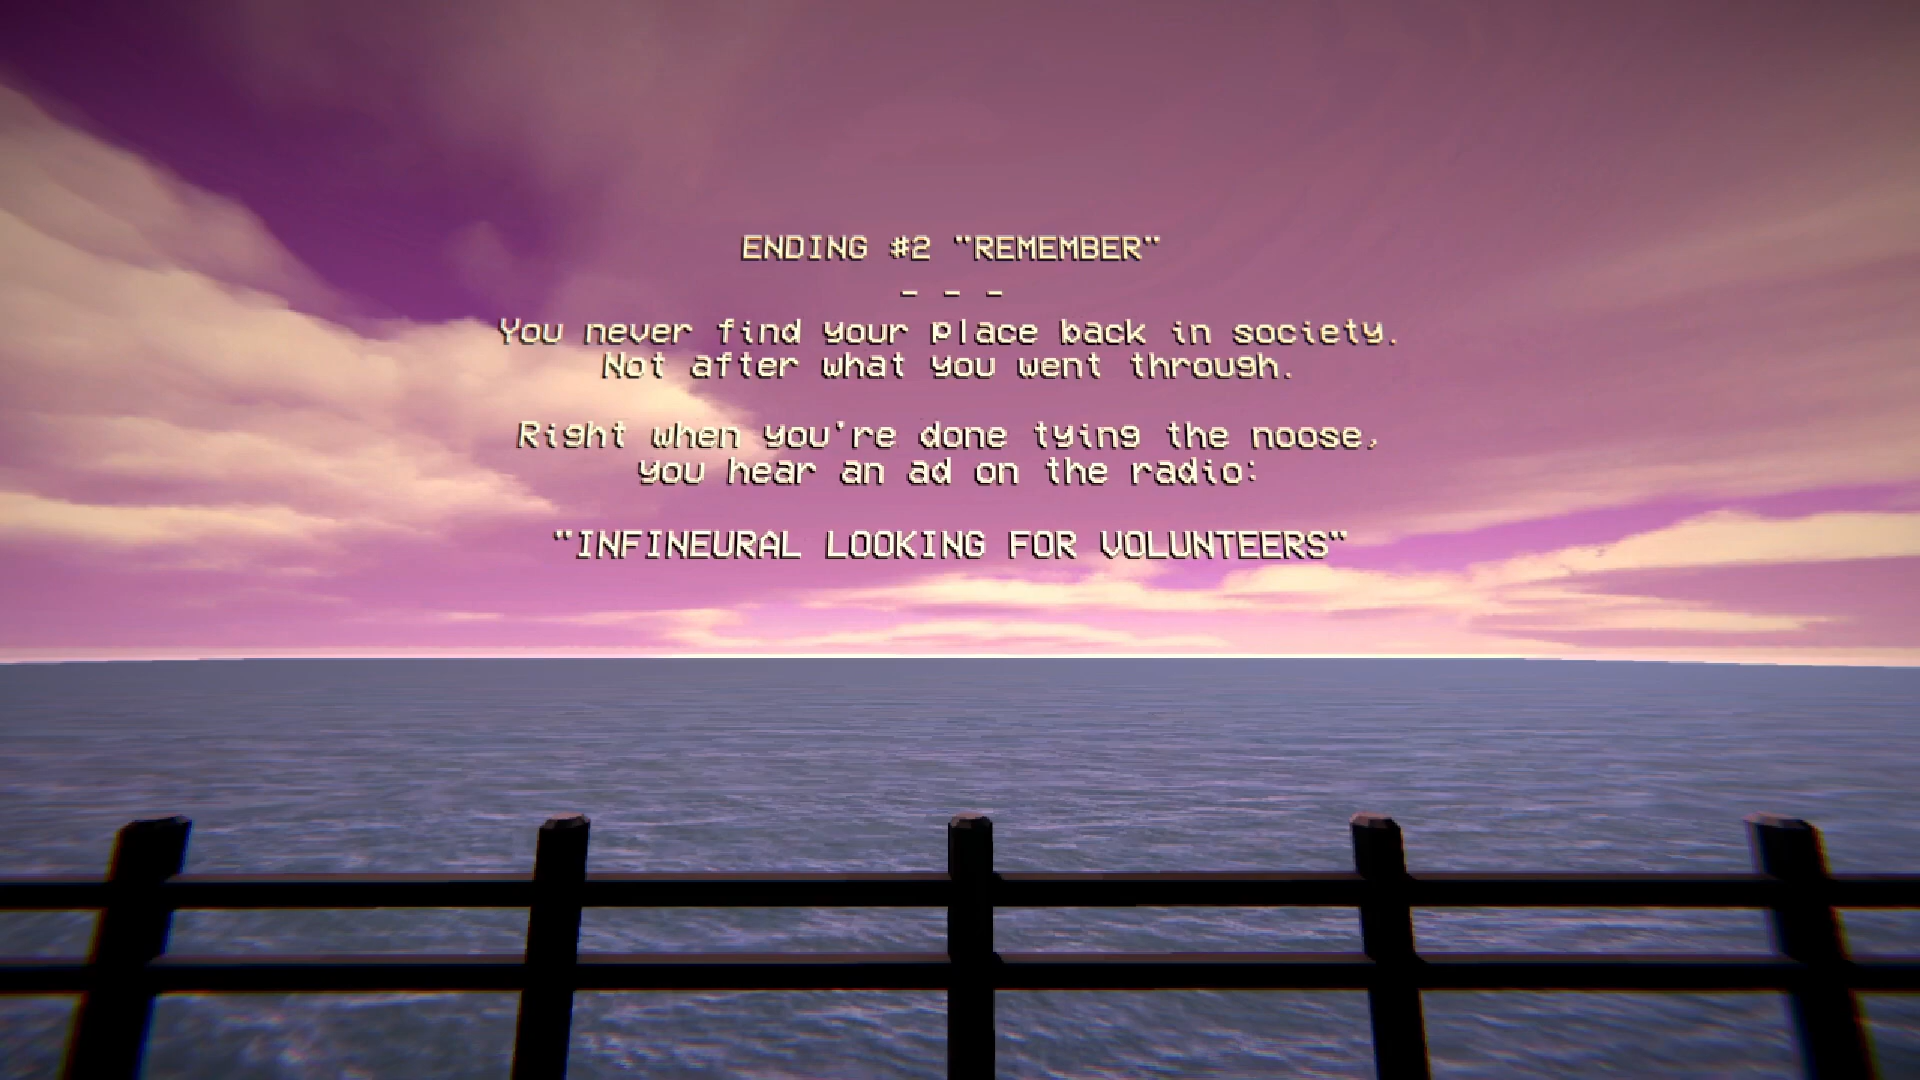 ENDING #2 "REMEMBER"
- - -
You never find your place back in society.
Not after what you went through.
Right when you're done tying the noose,
you hear an ad on the radio:
"INFINEURAL LOOKING FOR VOLUNTEERS"